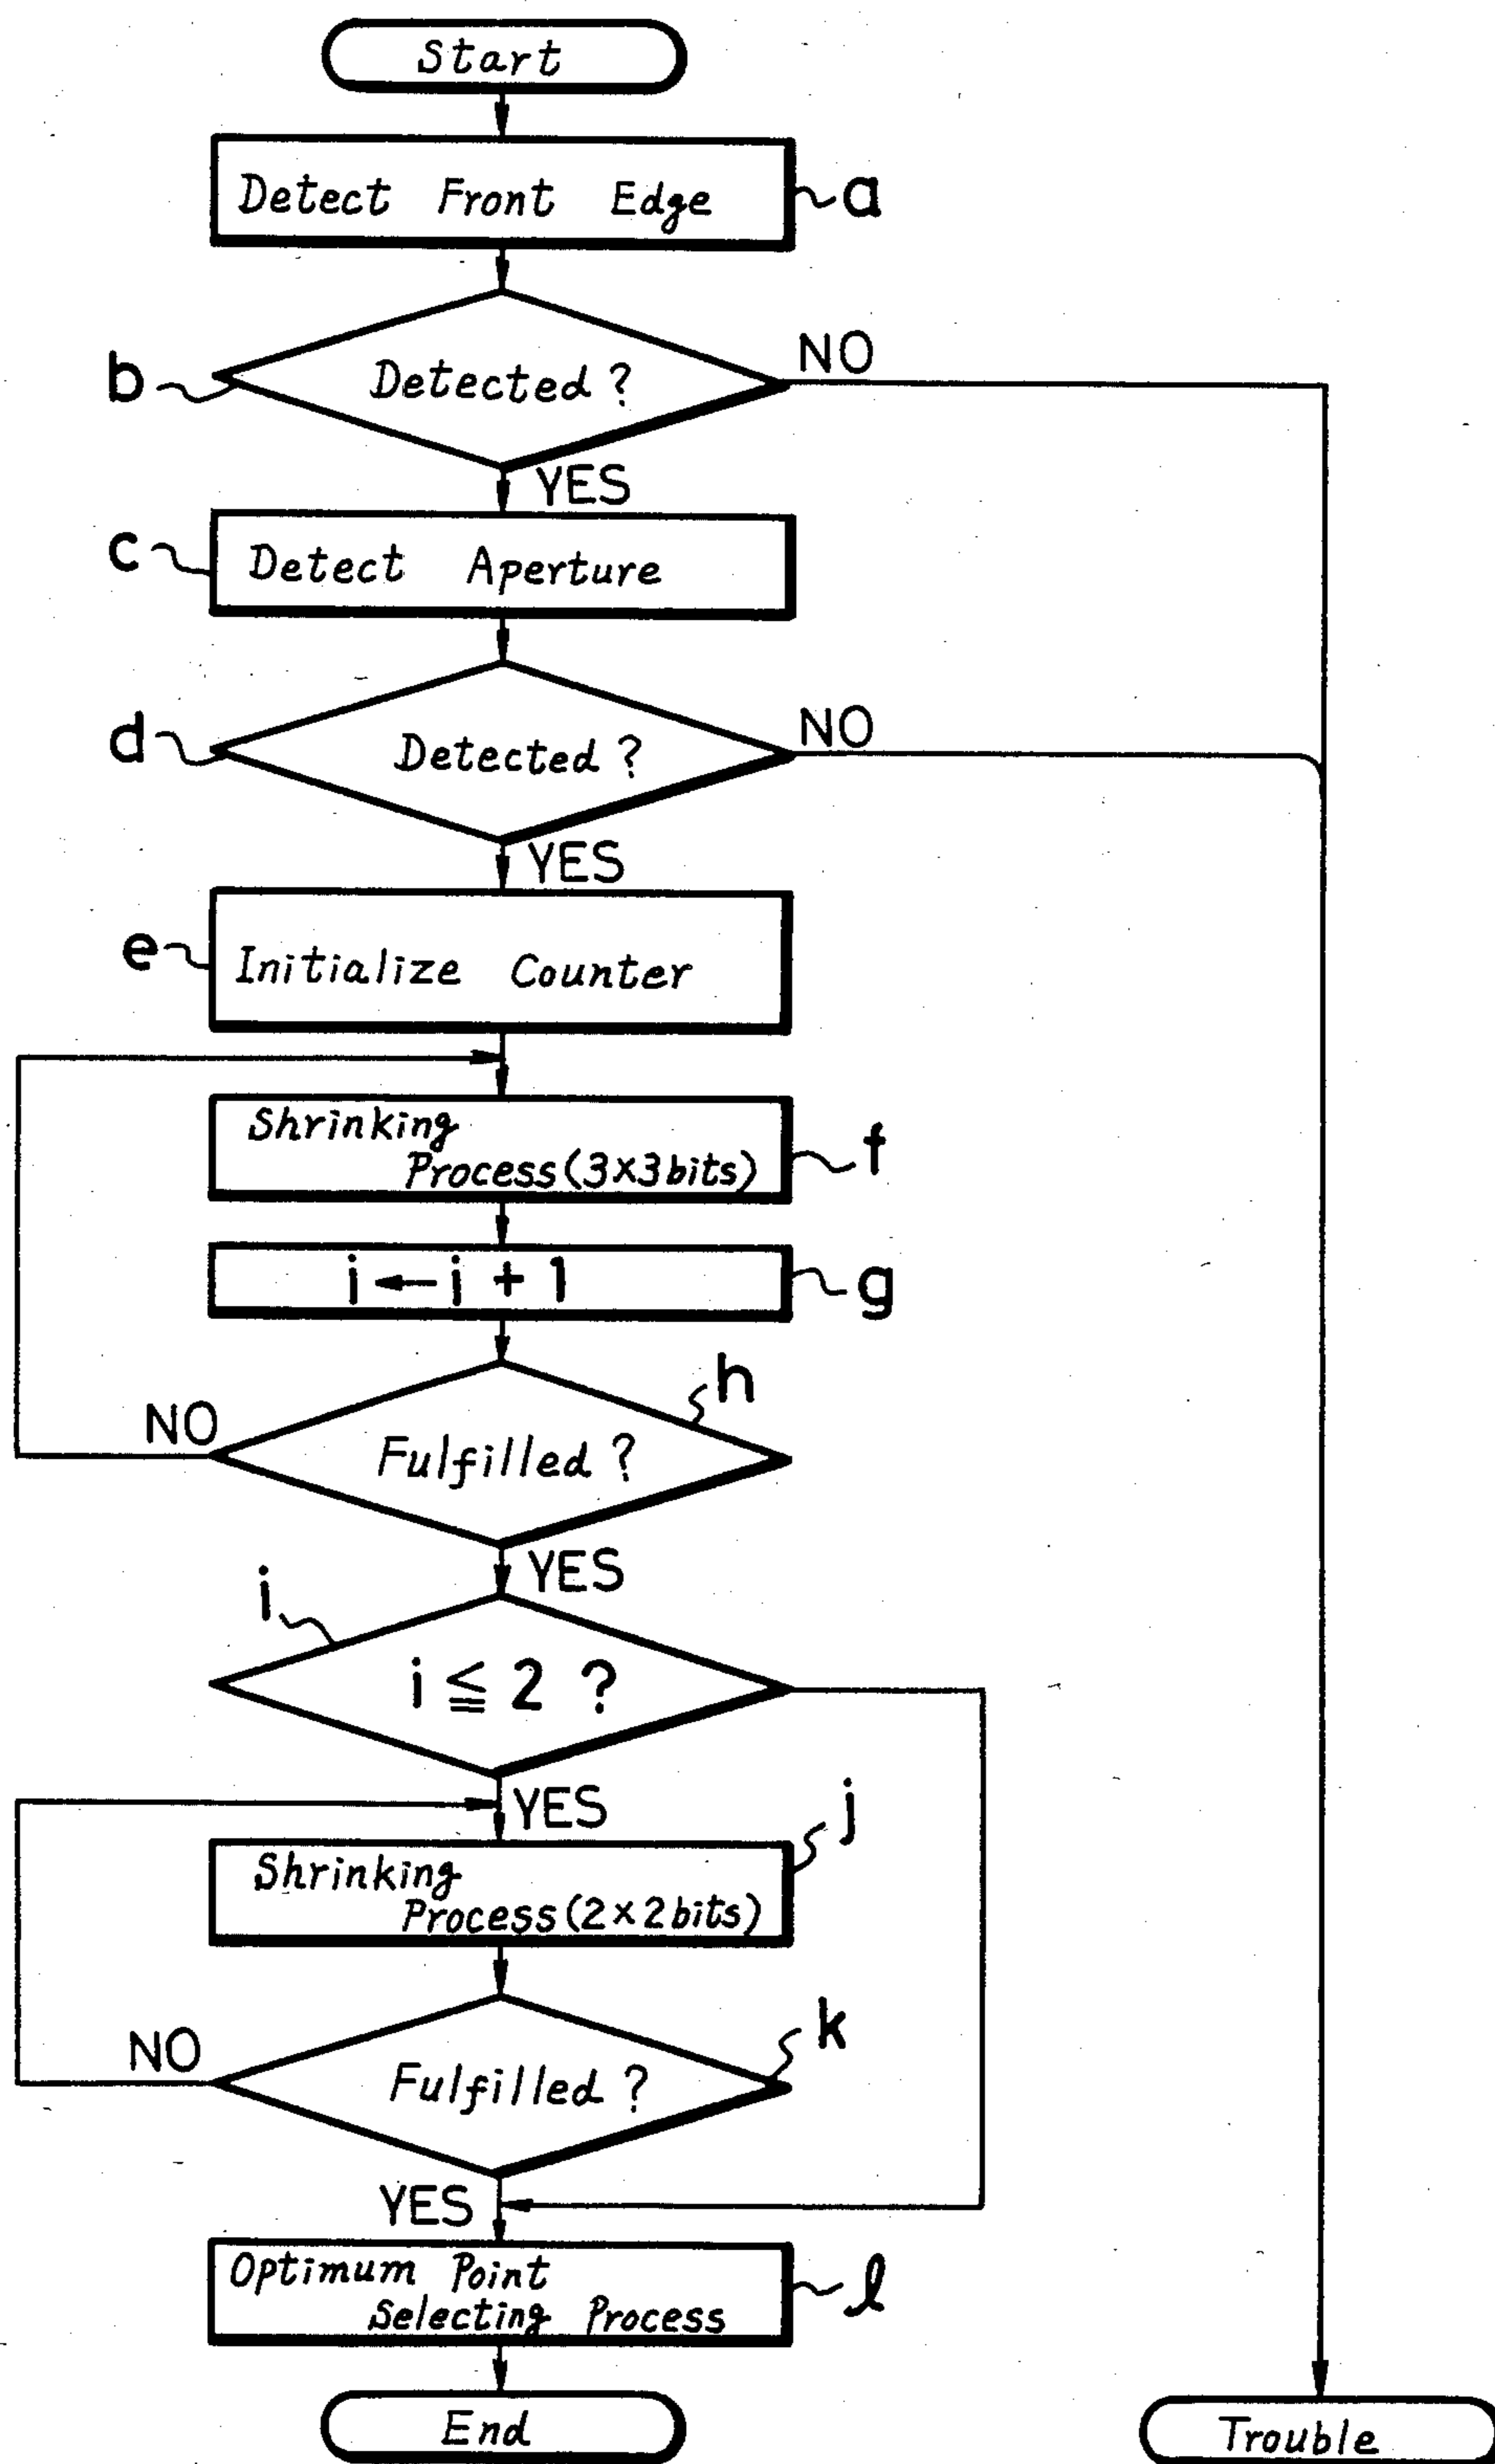 Start
Detect Front Edge
a
NO
b
Detected ?
YES
c
Detect Aperture
NO
d
Detected ?
YES
e
Initialize Counter
Shrinking
Process (3×3 bits)
f
i ← i + 1
g
h
NO
Fulfilled ?
YES
i
i ≦ 2 ?
YES
j
Shrinking
Process (2×2 bits)
k
NO
Fulfilled ?
YES
Optimum Point
Selecting Process
l
End
Trouble